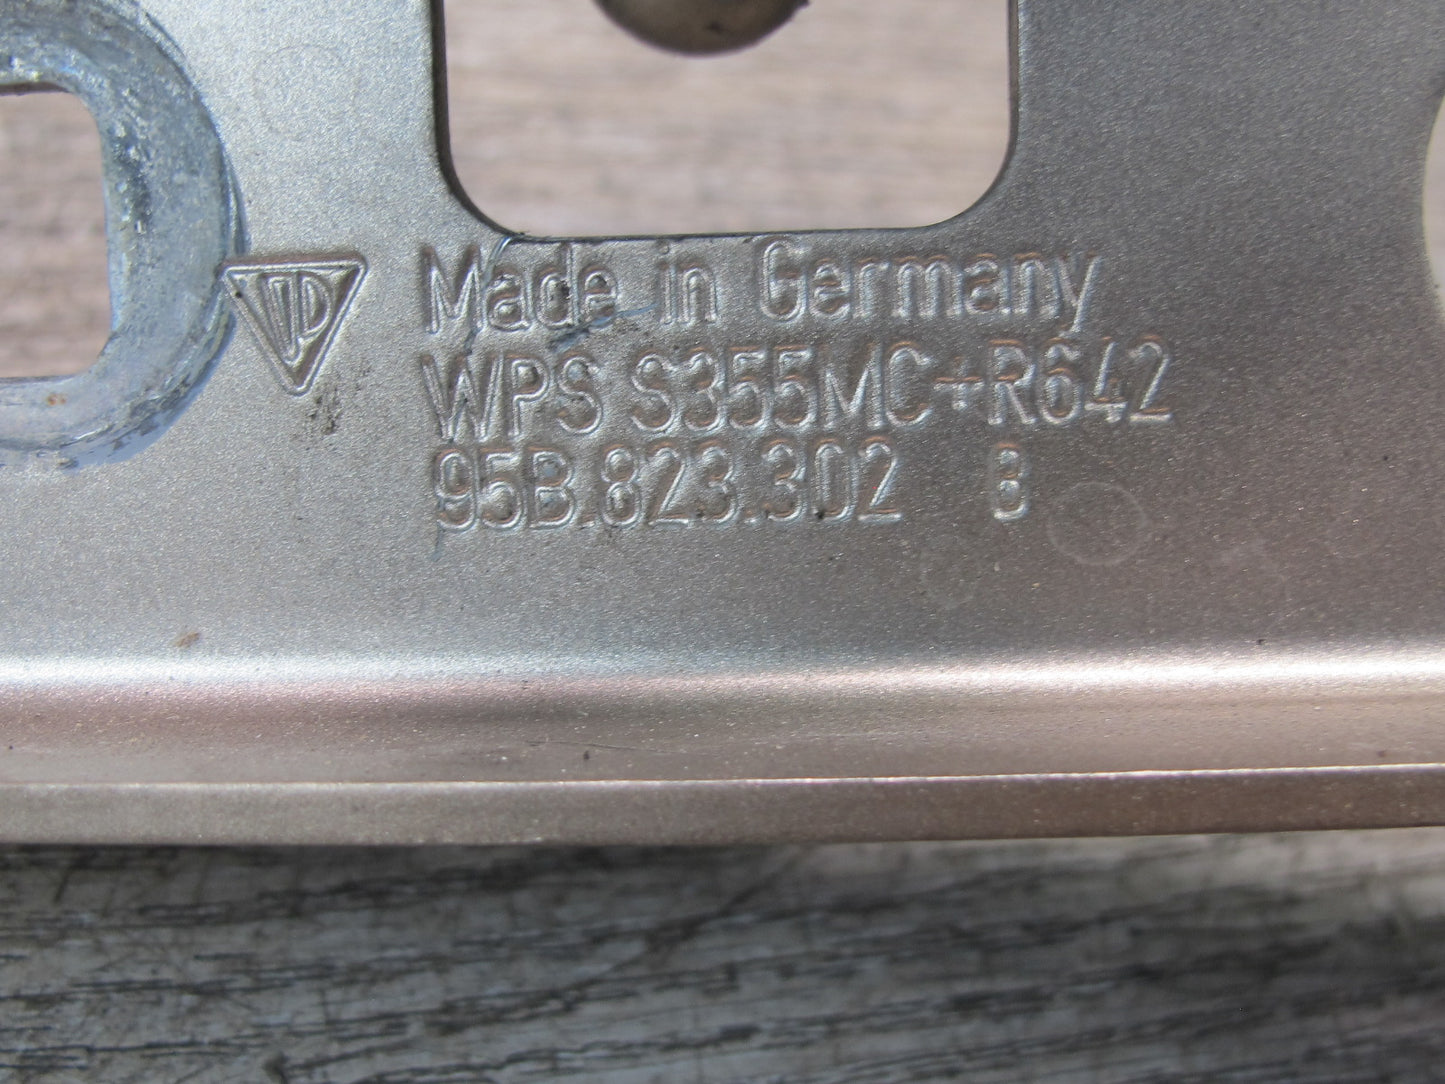 Made in Germany
WPS S355MC+R642
95B.823.302 B